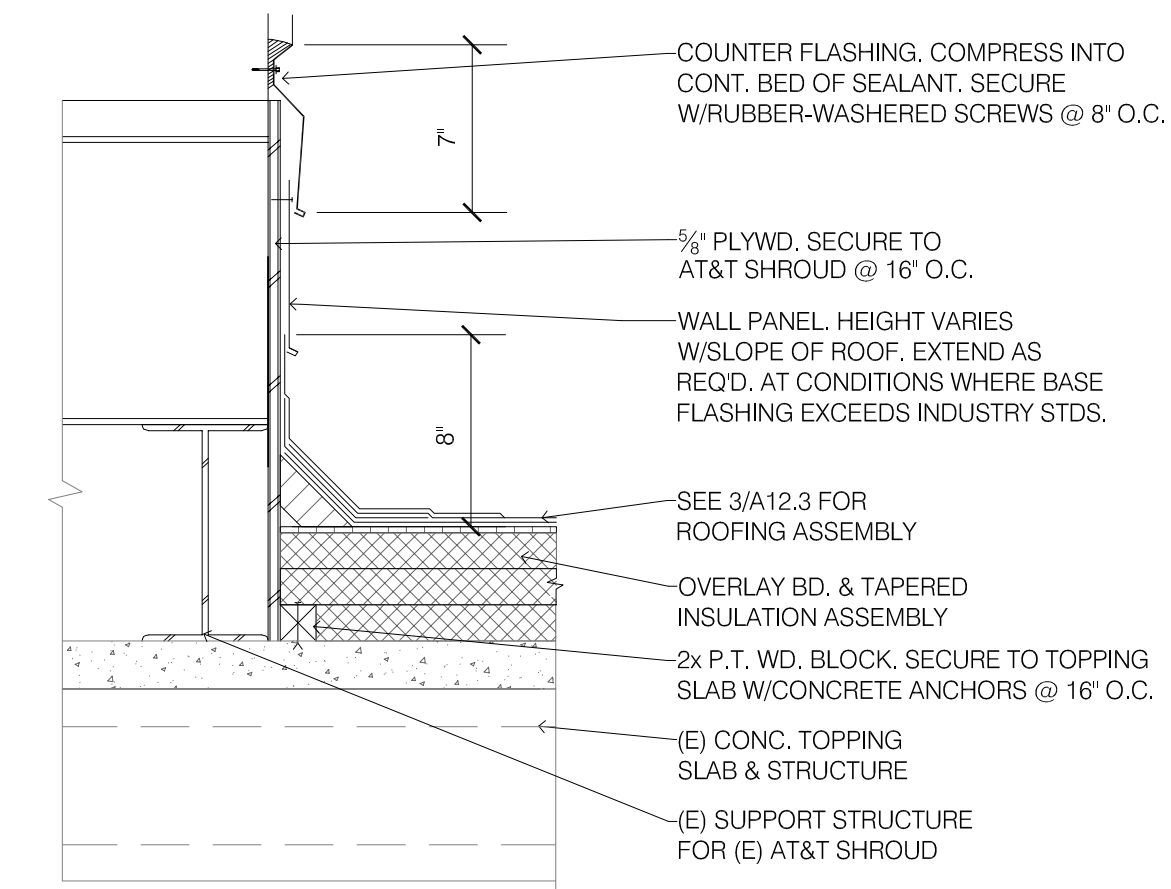 COUNTER FLASHING. COMPRESS INTO
CONT. BED OF SEALANT. SECURE
W/RUBBER-WASHERED SCREWS @ 8" O.C.
7"
⅝" PLYWD. SECURE TO
AT&T SHROUD @ 16" O.C.
WALL PANEL. HEIGHT VARIES
W/SLOPE OF ROOF. EXTEND AS
REQ'D. AT CONDITIONS WHERE BASE
FLASHING EXCEEDS INDUSTRY STDS.
8"
SEE 3/A12.3 FOR
ROOFING ASSEMBLY
OVERLAY BD. & TAPERED
INSULATION ASSEMBLY
2x P.T. WD. BLOCK. SECURE TO TOPPING
SLAB W/CONCRETE ANCHORS @ 16" O.C.
(E) CONC. TOPPING
SLAB & STRUCTURE
(E) SUPPORT STRUCTURE
FOR (E) AT&T SHROUD